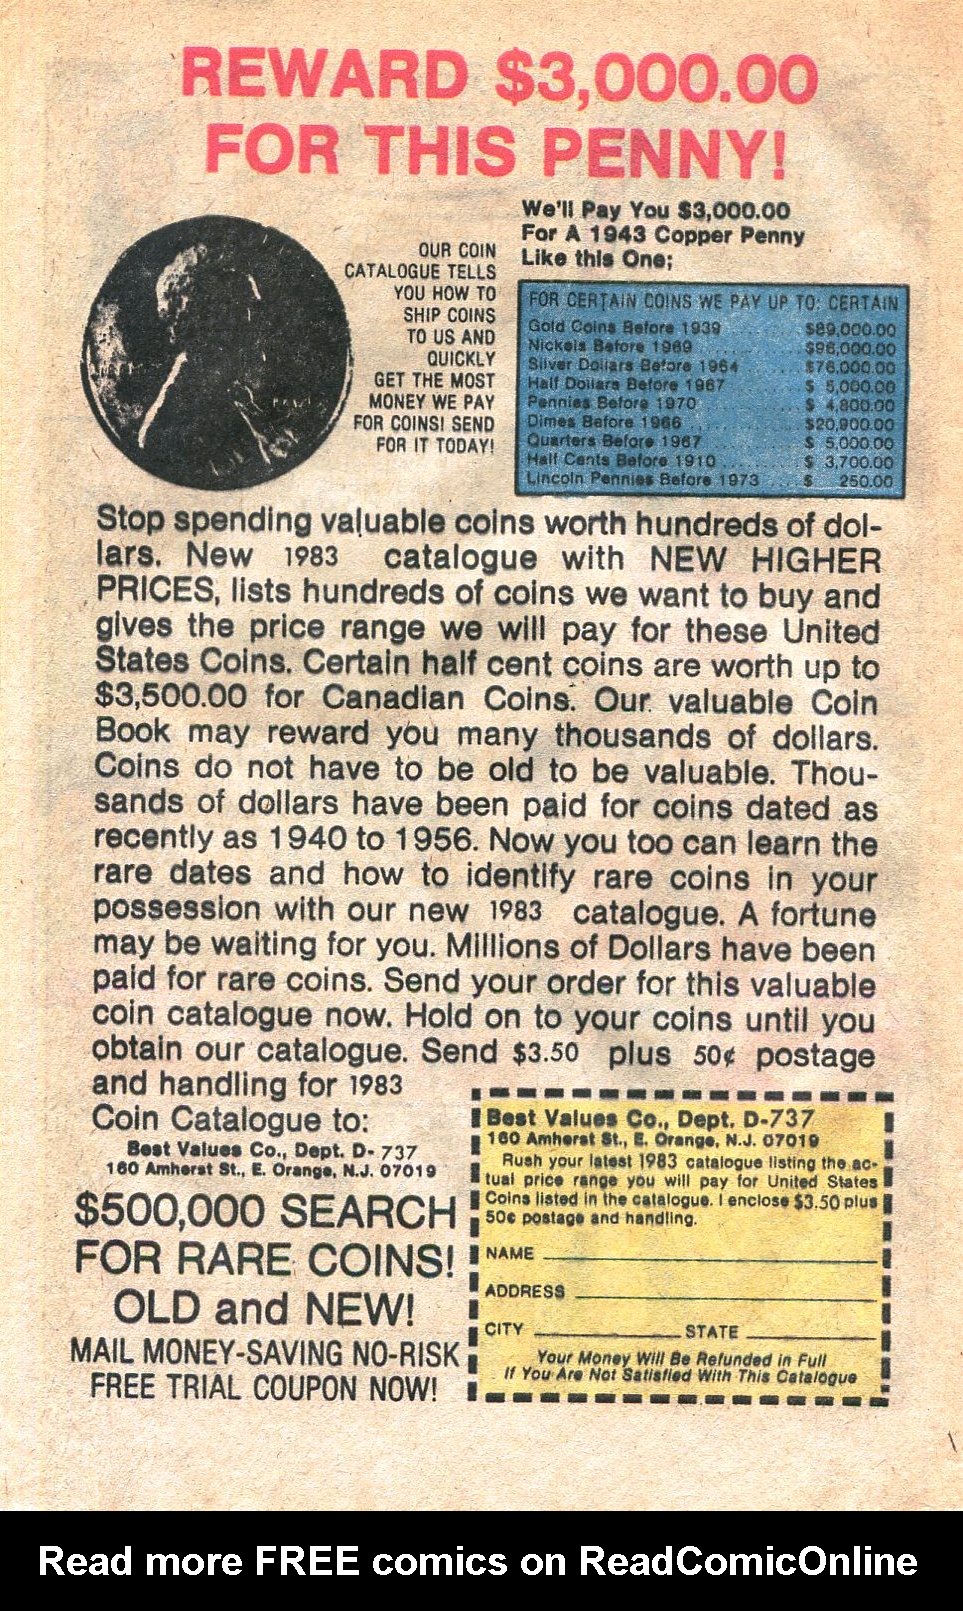 REWARD $3,000.00
FOR THIS PENNY!
We'll Pay You $3,000.00
For A 1943 Copper Penny
Like this One;
OUR COIN
CATALOGUE TELLS
YOU HOW TO
SHIP COINS
TO US AND
QUICKLY
GET THE MOST
MONEY WE PAY
FOR COINS! SEND
FOR IT TODAY!
FOR CERTAIN COINS WE PAY UP TO: CERTAIN
Gold Coins Before 1939 ........ $89,000.00
Nickels Before 1969 ........ $96,000.00
Silver Dollars Before 1964 ..... $76,000.00
Half Dollars Before 1967 ...... $ 5,000.00
Pennies Before 1970 ......... $ 4,800.00
Dimes Before 1966 .......... $20,900.00
Quarters Before 1967 ........ $ 5,000.00
Half Cents Before 1910 ........ $ 3,700.00
Lincoln Pennies Before 1973 .... $ 250.00
Stop spending valuable coins worth hundreds of dol-
lars. New 1983 catalogue with NEW HIGHER
PRICES, lists hundreds of coins we want to buy and
gives the price range we will pay for these United
States Coins. Certain half cent coins are worth up to
$3,500.00 for Canadian Coins. Our valuable Coin
Book may reward you many thousands of dollars.
Coins do not have to be old to be valuable. Thou-
sands of dollars have been paid for coins dated as
recently as 1940 to 1956. Now you too can learn the
rare dates and how to identify rare coins in your
possession with our new 1983 catalogue. A fortune
may be waiting for you. Millions of Dollars have been
paid for rare coins. Send your order for this valuable
coin catalogue now. Hold on to your coins until you
obtain our catalogue. Send $3.50 plus 50¢ postage
and handling for 1983
Coin Catalogue to:
Best Values Co., Dept. D- 737
160 Amherst St., E. Orange, N.J. 07019
$500,000 SEARCH
FOR RARE COINS!
OLD and NEW!
MAIL MONEY-SAVING NO-RISK
FREE TRIAL COUPON NOW!
Best Values Co., Dept. D-737
160 Amherst St., E. Orange, N.J. 07019
Rush your latest 1983 catalogue listing the ac-
tual price range you will pay for United States
Coins listed in the catalogue. I enclose $3.50 plus
50¢ postage and handling.
NAME
ADDRESS
CITY STATE
Your Money Will Be Refunded in Full
If You Are Not Satisfied With This Catalogue
Read more FREE comics on ReadComicOnline